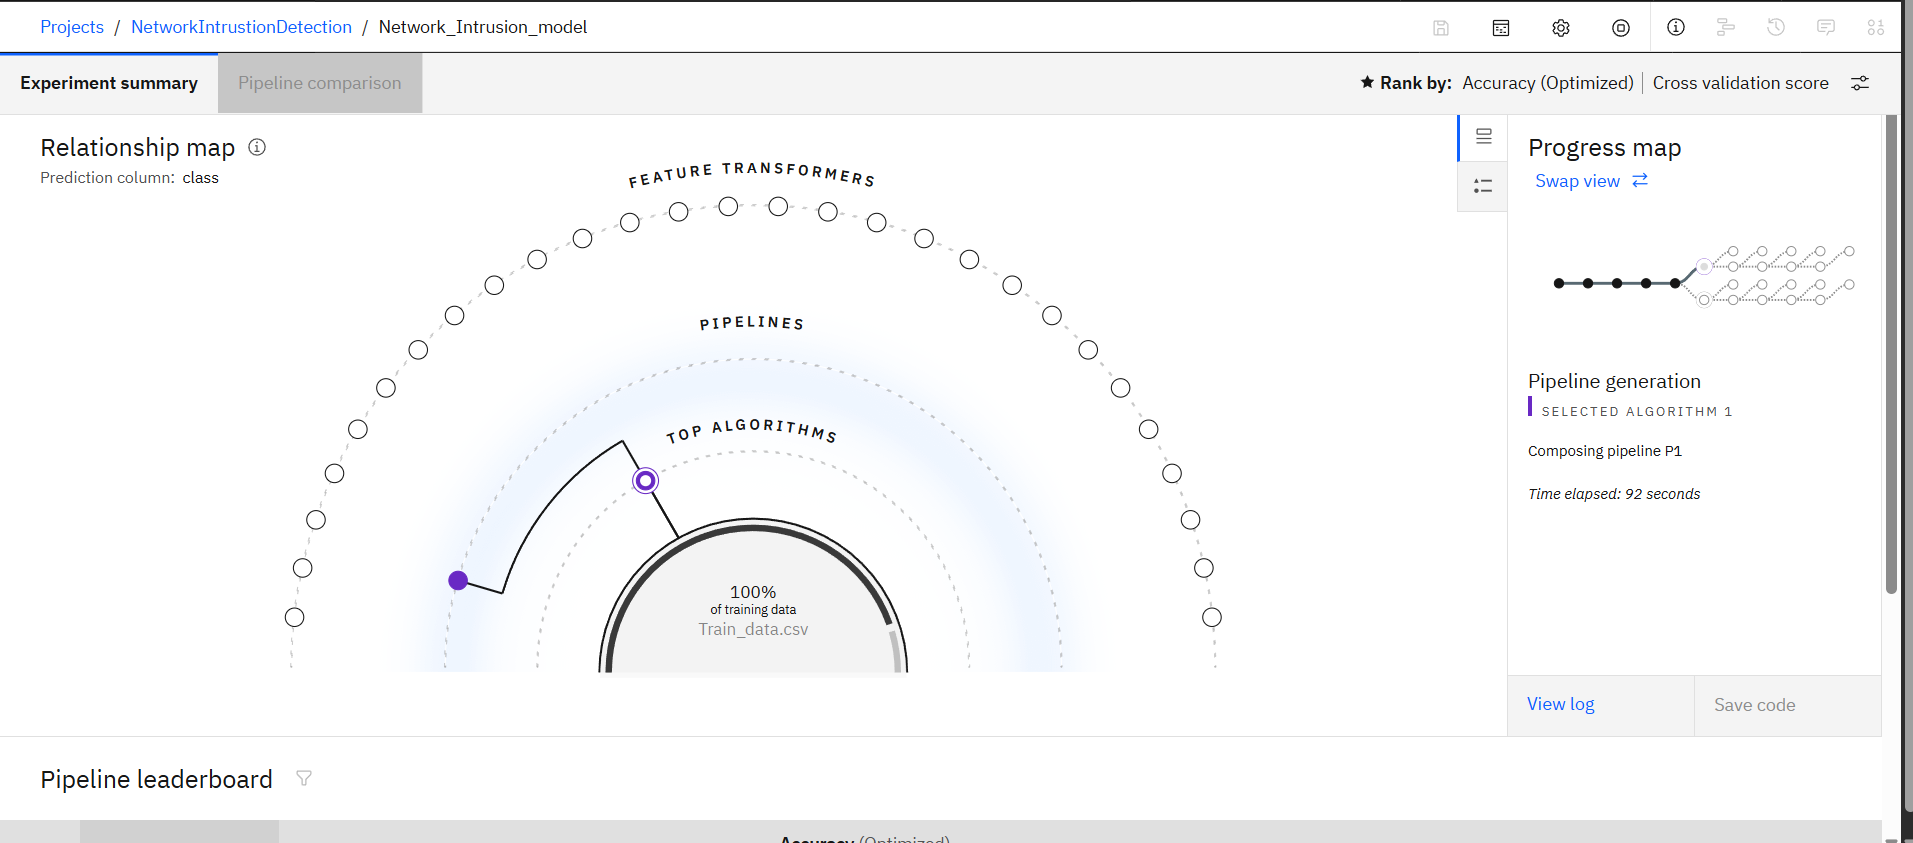 Projects / NetworkIntrustionDetection / Network_Intrusion_model
Experiment summary
Pipeline comparison
Rank by: Accuracy (Optimized) | Cross validation score
Relationship map
Prediction column: class
FEATURE TRANSFORMERS
PIPELINES
TOP ALGORITHMS
100%
of training data
Train_data.csv
Progress map
Swap view
Pipeline generation
SELECTED ALGORITHM 1
Composing pipeline P1
Time elapsed: 92 seconds
View log
Save code
Pipeline leaderboard
Accuracy (Optimized)